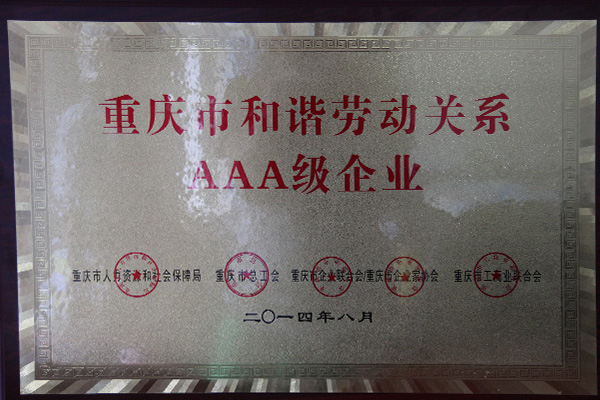 重庆市和谐劳动关系
AAA级企业
重庆市人力资源和社会保障局 重庆市总工会 重庆市企业联合会/重庆市企业家协会 重庆市工商业联合会
二〇一四年八月